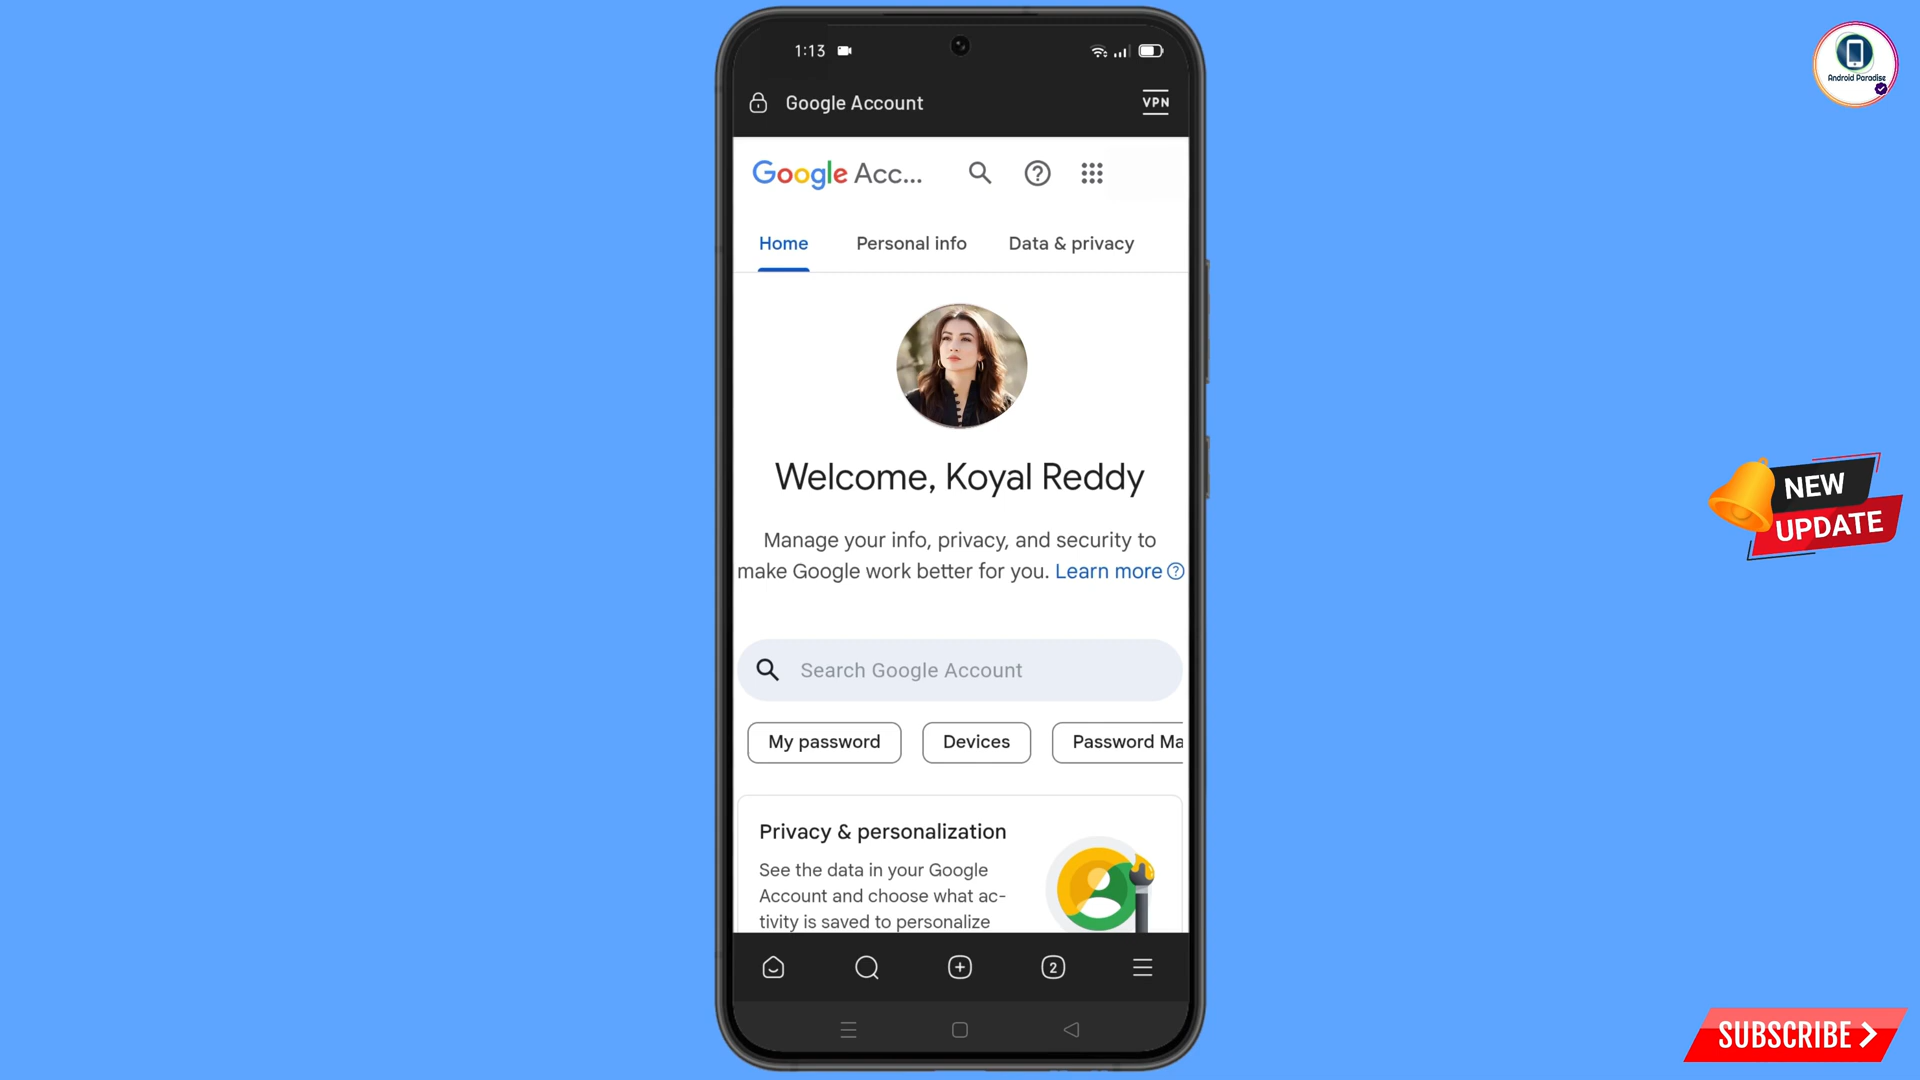 1:13
Google Account
VPN
Google Acc...
Home
Personal info
Data & privacy
Welcome, Koyal Reddy
Manage your info, privacy, and security to
make Google work better for you. Learn more
Search Google Account
My password
Devices
Password Ma
Privacy & personalization
See the data in your Google
Account and choose what ac-
tivity is saved to personalize
2
Android Paradise
NEW
UPDATE
SUBSCRIBE